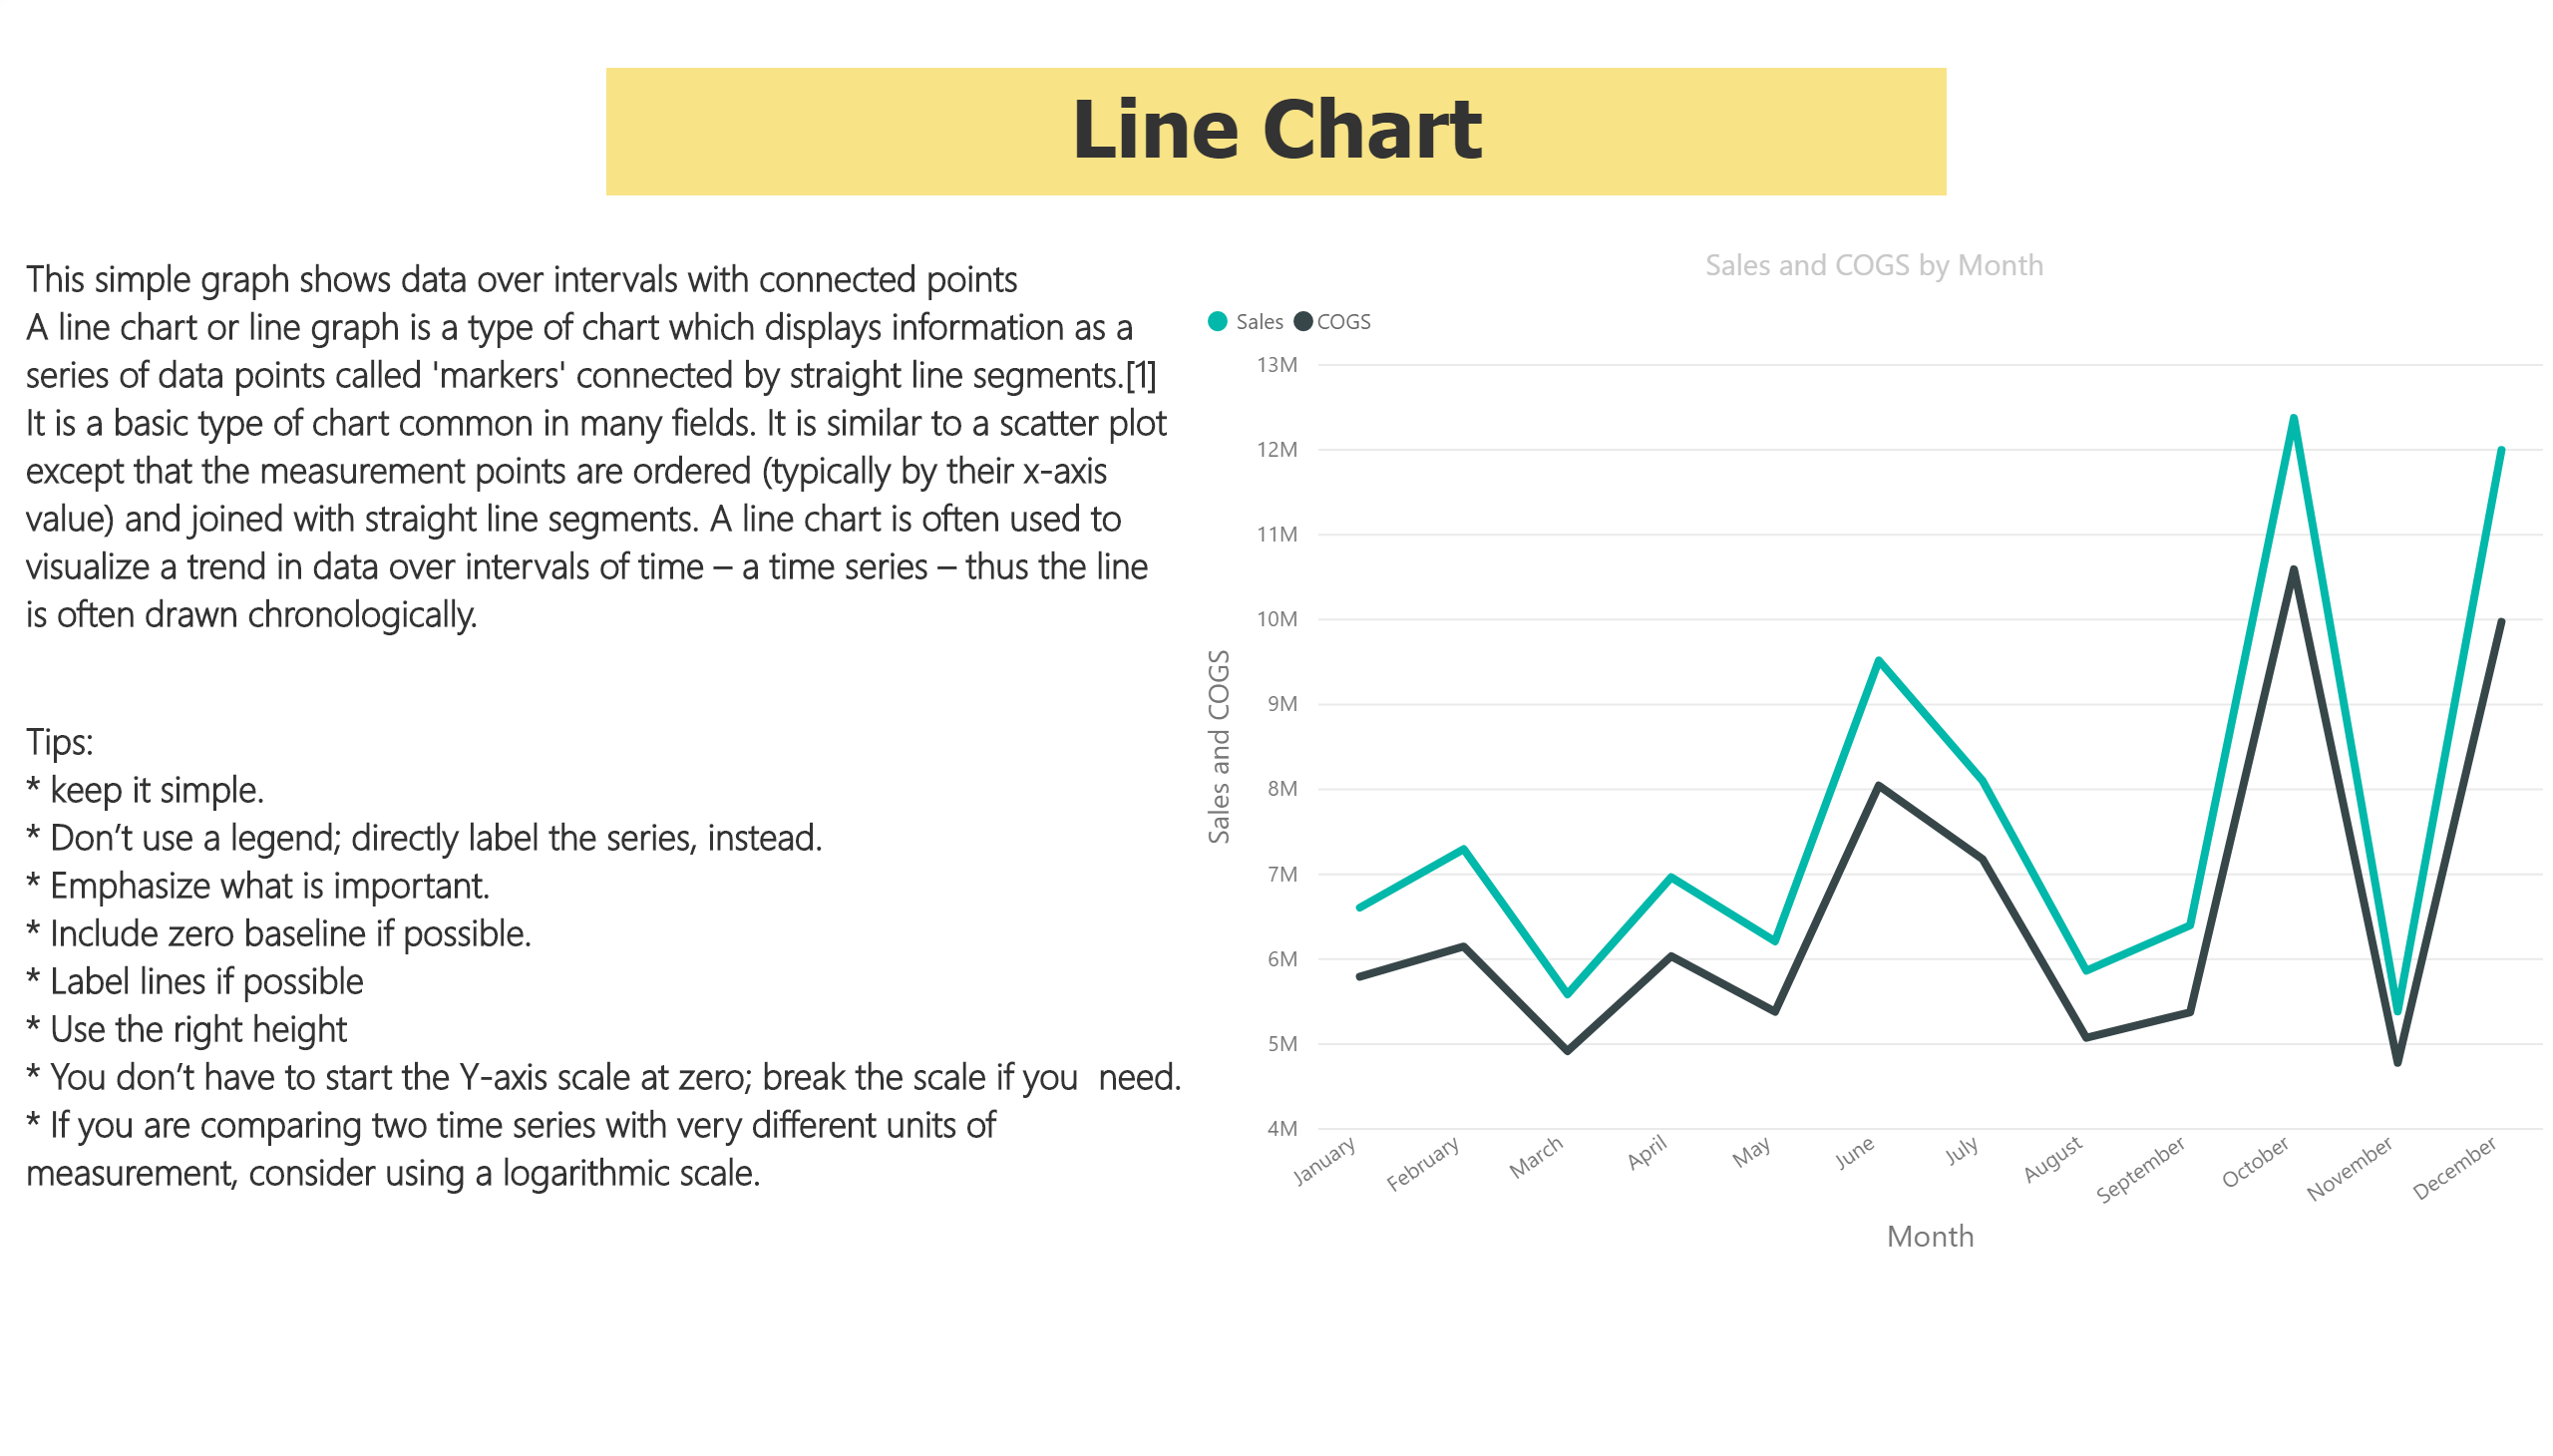 Line Chart
This simple graph shows data over intervals with connected points
A line chart or line graph is a type of chart which displays information as a
series of data points called 'markers' connected by straight line segments.[1]
It is a basic type of chart common in many fields. It is similar to a scatter plot
except that the measurement points are ordered (typically by their x-axis
value) and joined with straight line segments. A line chart is often used to
visualize a trend in data over intervals of time – a time series – thus the line
is often drawn chronologically.
Tips:
* keep it simple.
* Don’t use a legend; directly label the series, instead.
* Emphasize what is important.
* Include zero baseline if possible.
* Label lines if possible
* Use the right height
* You don’t have to start the Y-axis scale at zero; break the scale if you  need.
* If you are comparing two time series with very different units of
measurement, consider using a logarithmic scale.
Sales and COGS by Month
Sales COGS
13M
12M
11M
10M
9M
8M
7M
6M
5M
4M
Sales and COGS
January February March April May June July August September October November December
Month